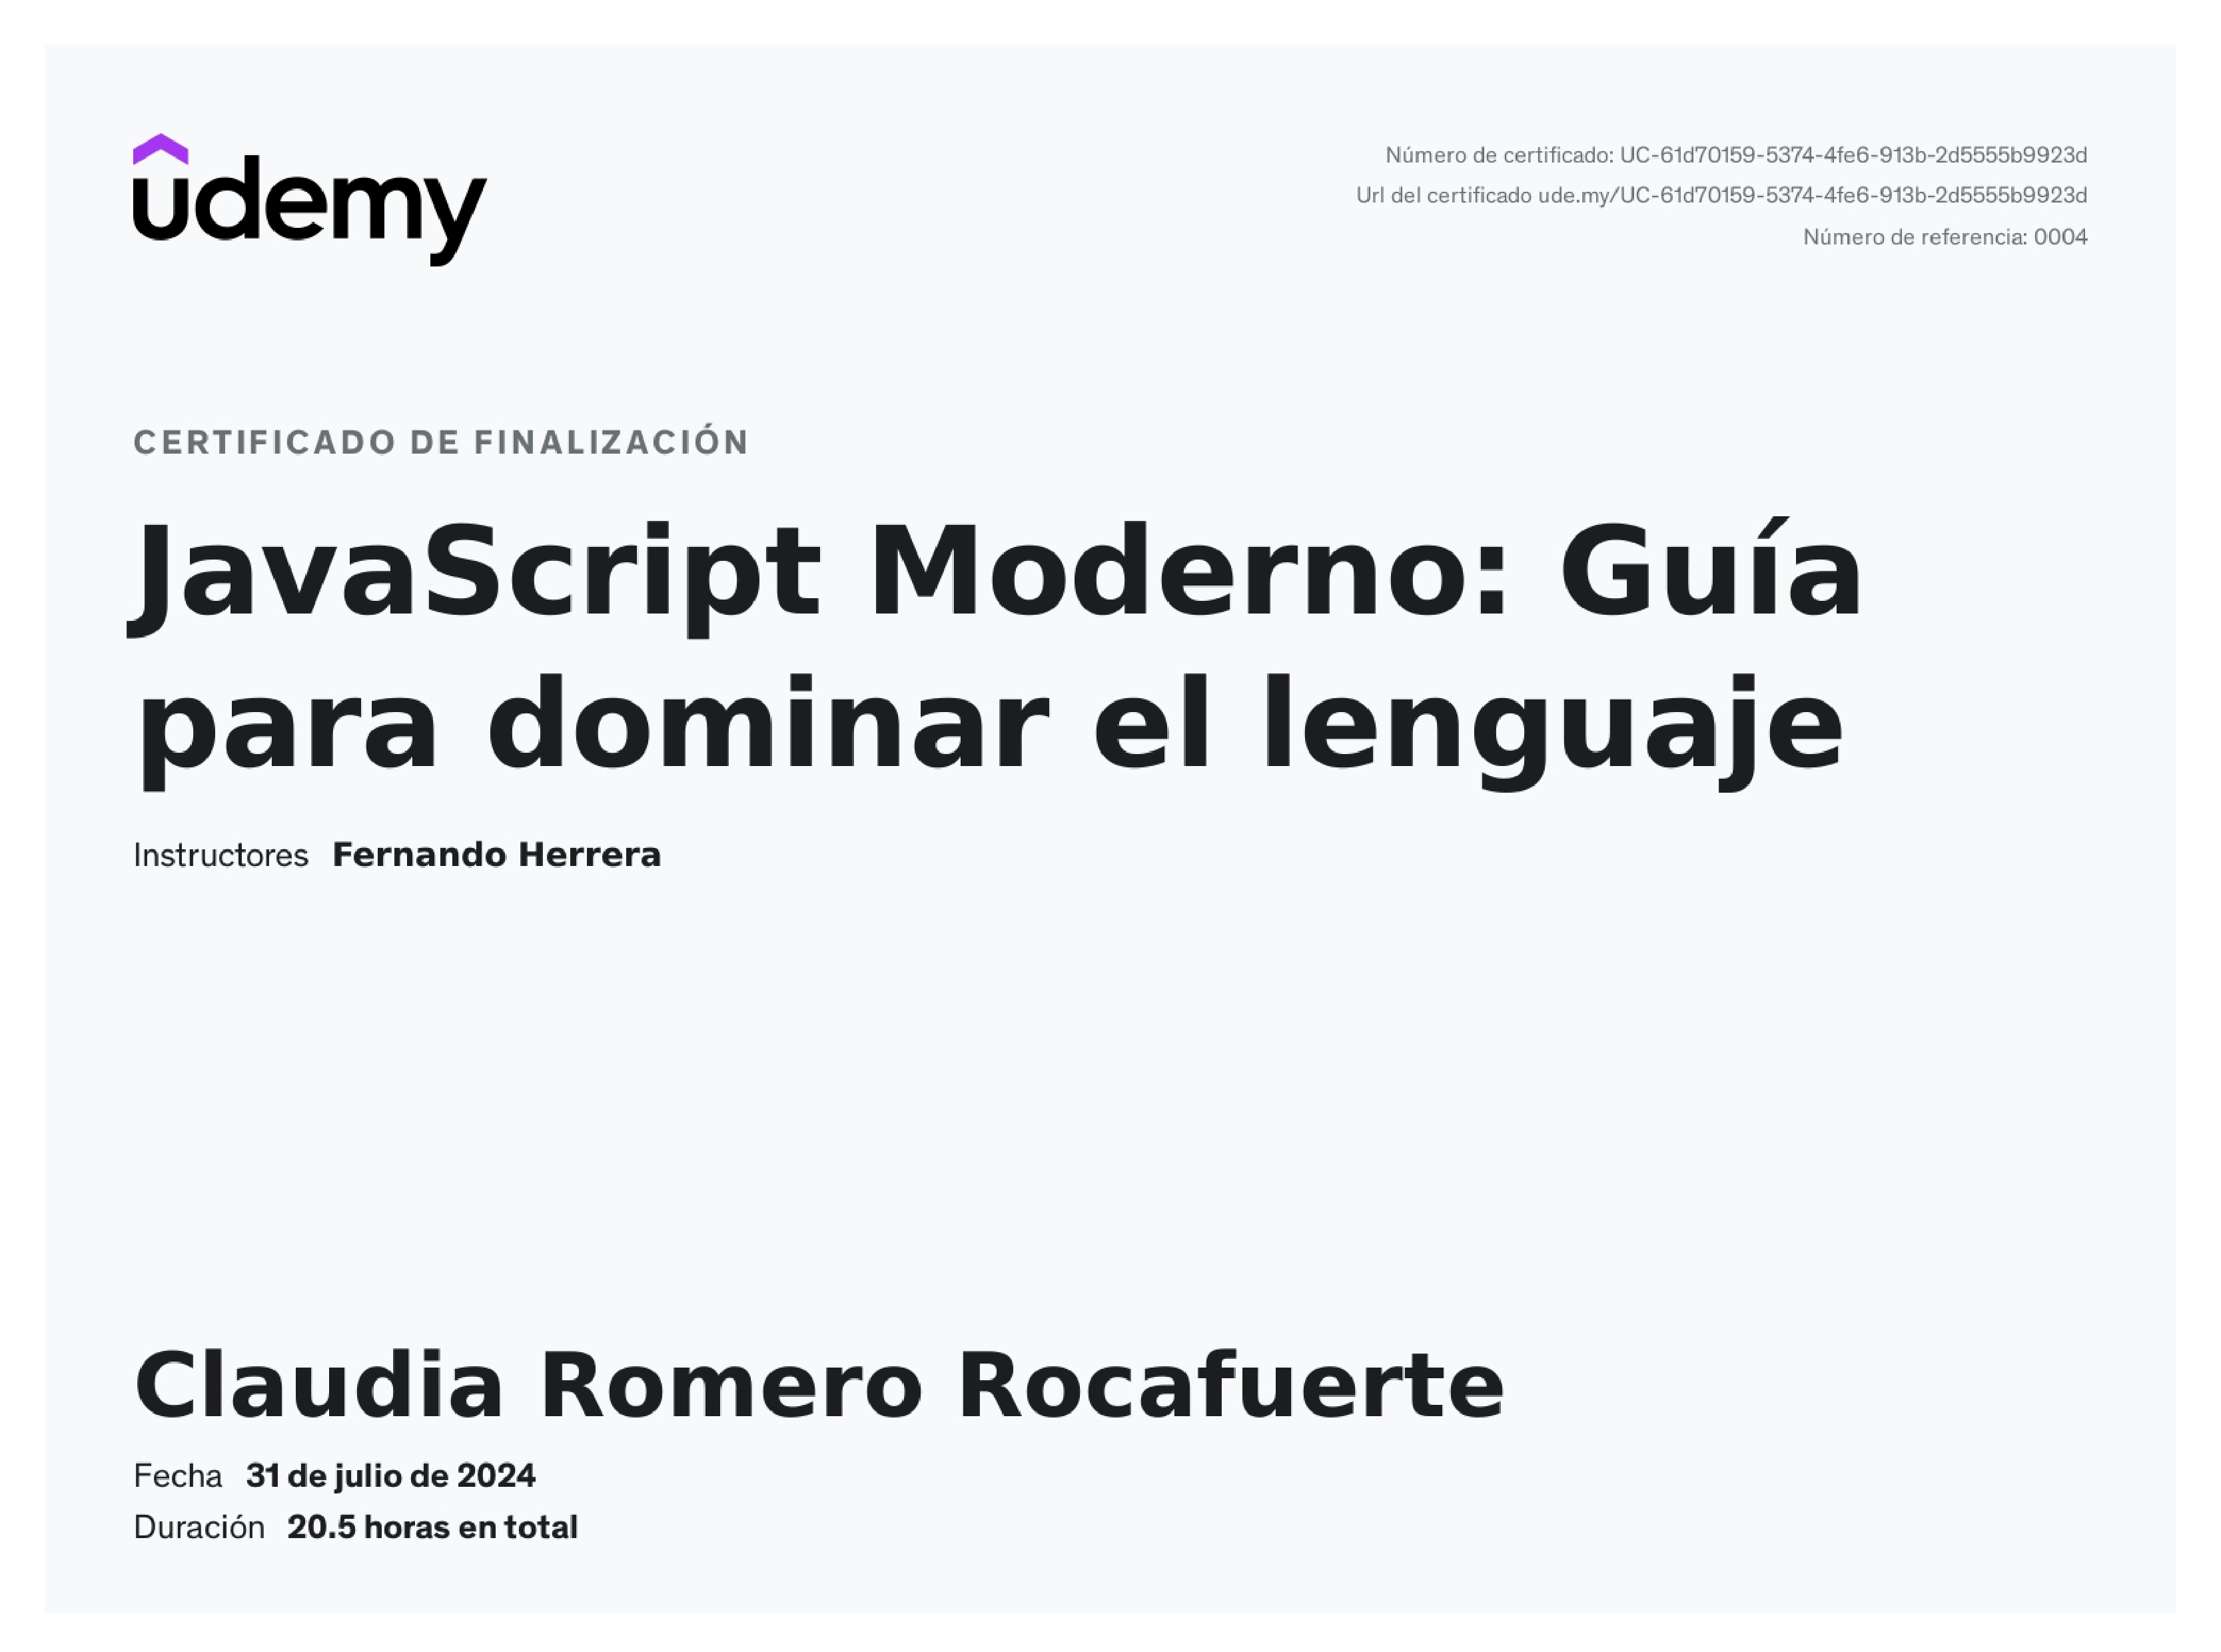 udemy
Número de certificado: UC-61d70159-5374-4fe6-913b-2d5555b9923d
Url del certificado ude.my/UC-61d70159-5374-4fe6-913b-2d5555b9923d
Número de referencia: 0004
CERTIFICADO DE FINALIZACIÓN
JavaScript Moderno: Guía
para dominar el lenguaje
Instructores Fernando Herrera
Claudia Romero Rocafuerte
Fecha 31 de julio de 2024
Duración 20.5 horas en total